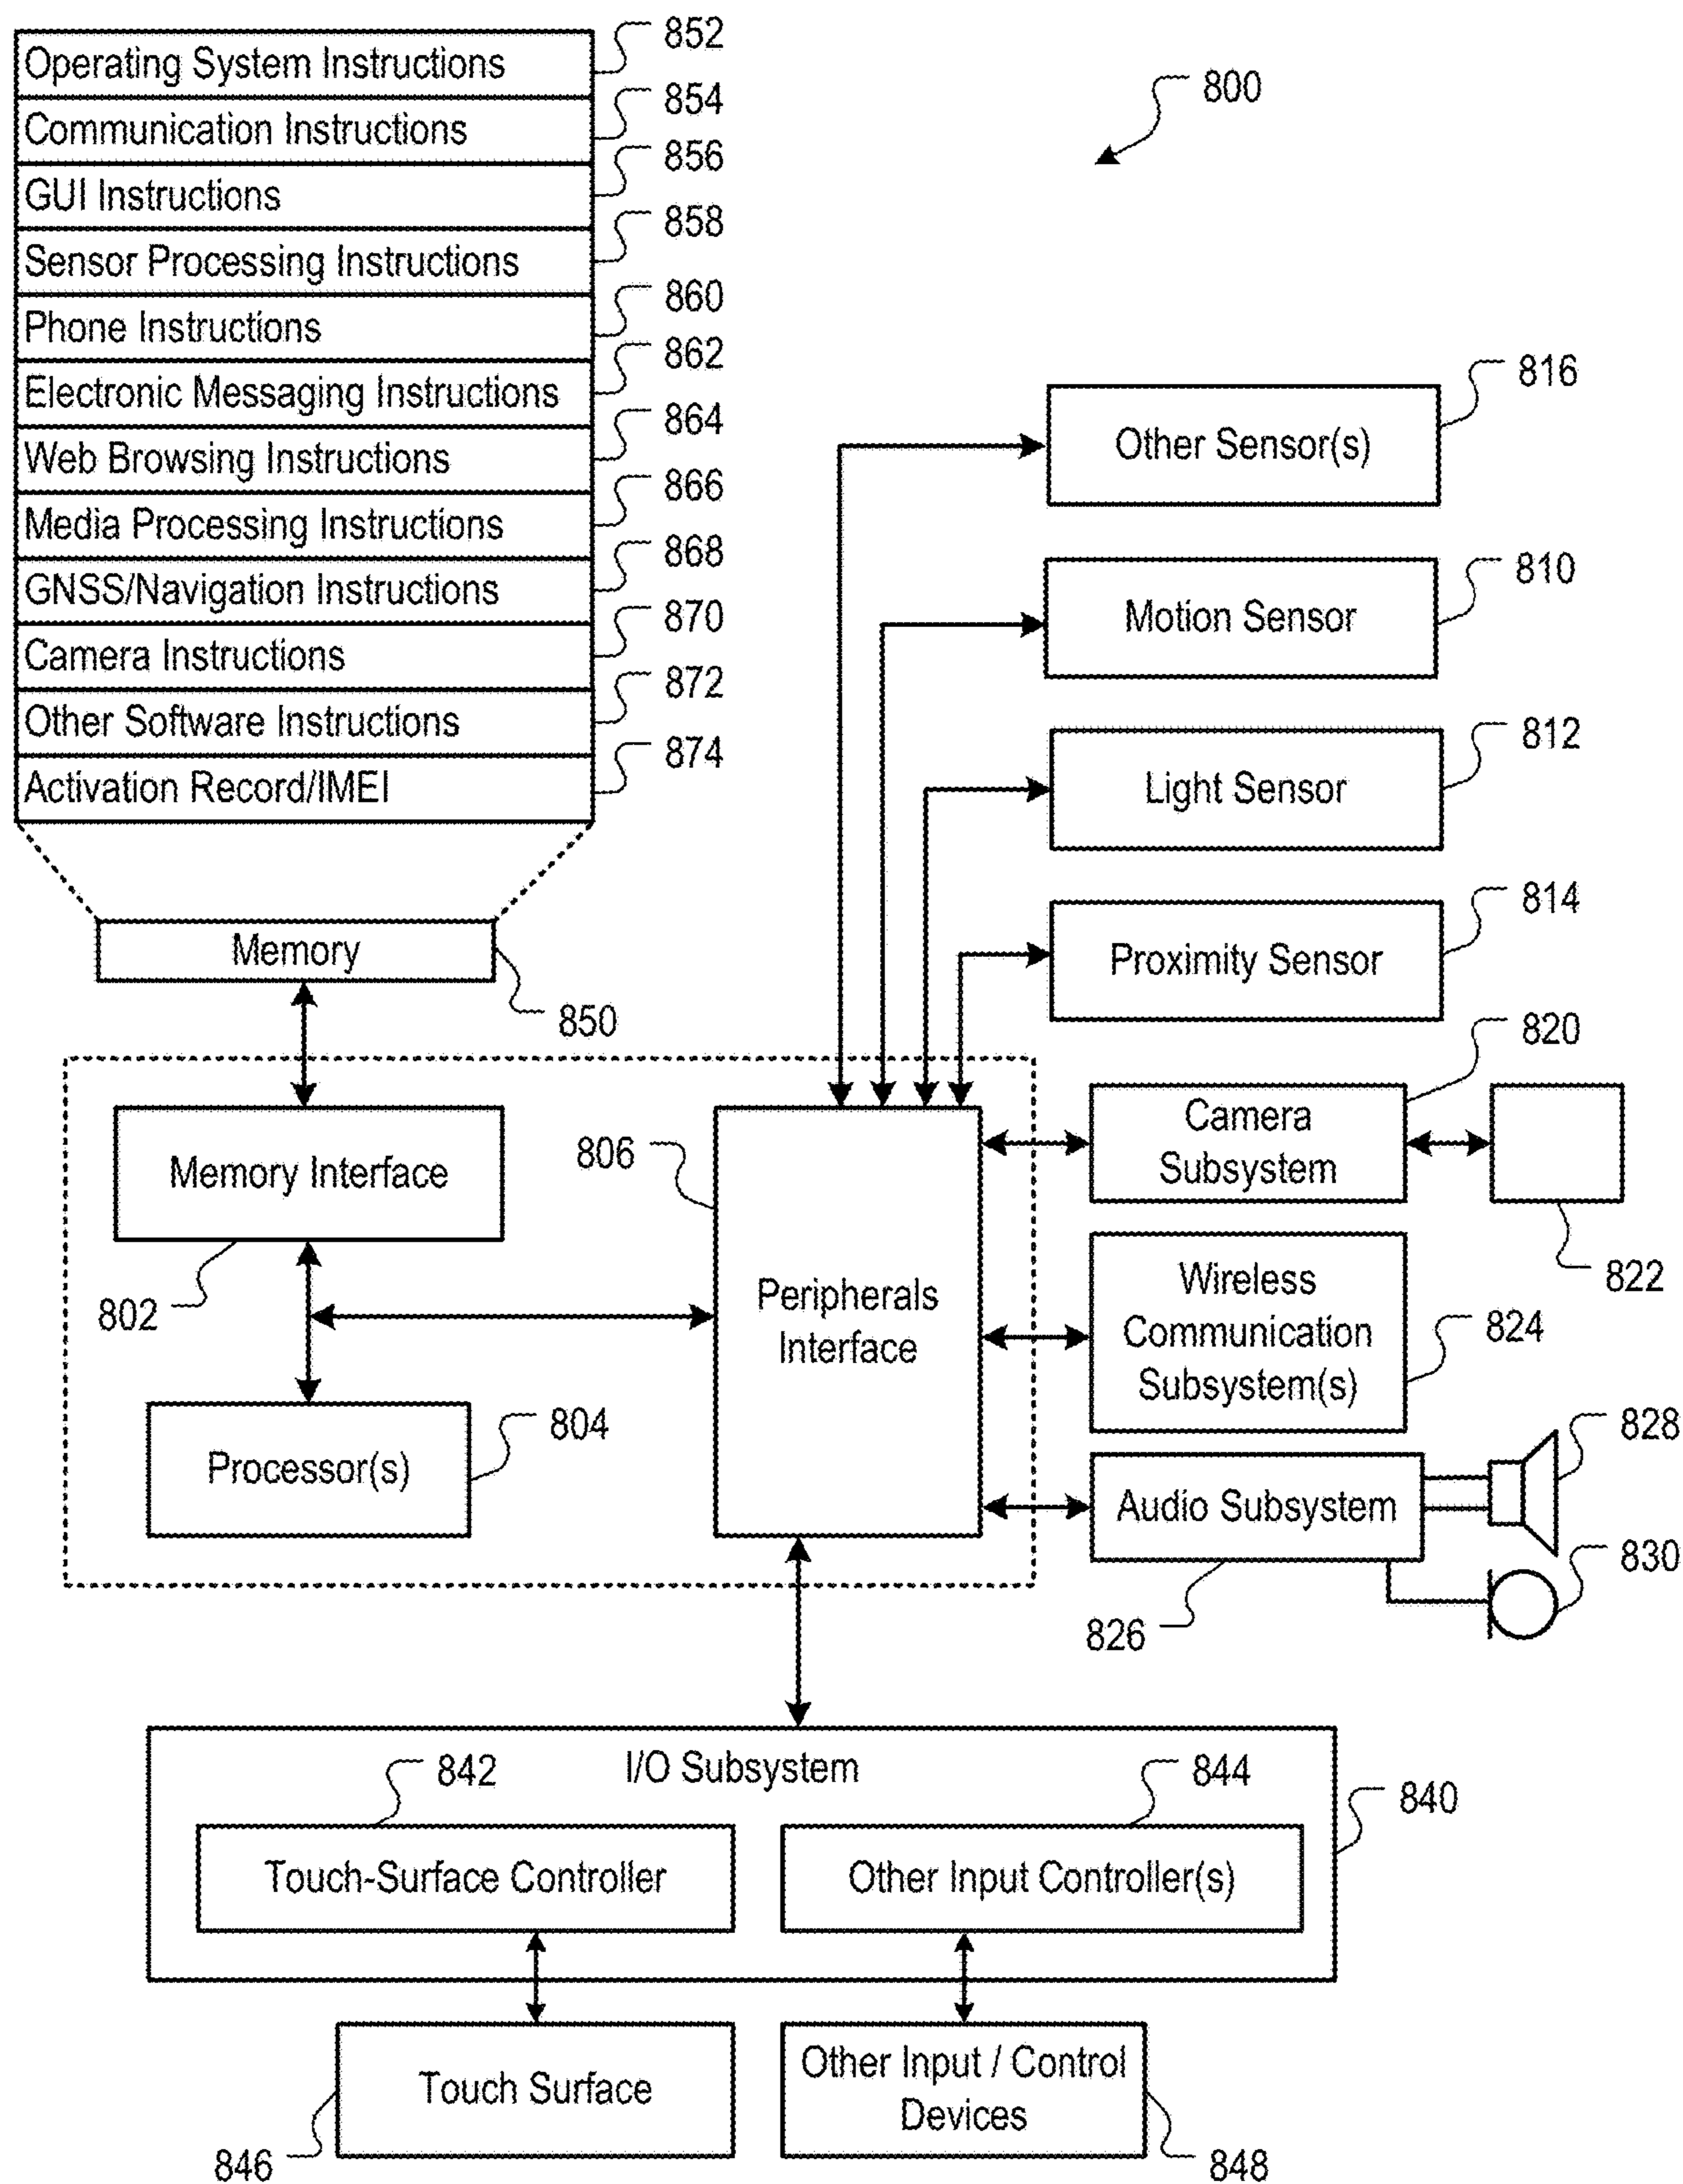 Operating System Instructions
852
Communication Instructions
854
GUI Instructions
856
Sensor Processing Instructions
858
Phone Instructions
860
Electronic Messaging Instructions
862
Web Browsing Instructions
864
Media Processing Instructions
866
GNSS/Navigation Instructions
868
Camera Instructions
870
Other Software Instructions
872
Activation Record/IMEI
874
800
Other Sensor(s)
816
Motion Sensor
810
Light Sensor
812
Proximity Sensor
814
Memory
850
Memory Interface
802
Processor(s)
804
806
Peripherals
Interface
Camera
Subsystem
820
822
Wireless
Communication
Subsystem(s)
824
Audio Subsystem
826
828
830
I/O Subsystem
840
842
Touch-Surface Controller
844
Other Input Controller(s)
Touch Surface
846
Other Input / Control
Devices
848